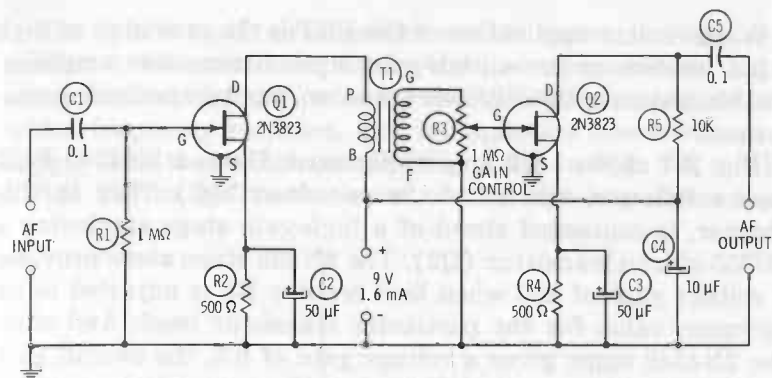 C5
0.1
T1
C1
0.1
D
Q1
2N3823
G
S
P
B
G
F
R3
1 MΩ
GAIN
CONTROL
D
Q2
2N3823
G
S
R5
10K
AF
INPUT
R1
1 MΩ
R2
500 Ω
C2
50 µF
+
9 V
1.6 mA
-
R4
500 Ω
C3
50 µF
C4
10 µF
+
+
+
AF
OUTPUT